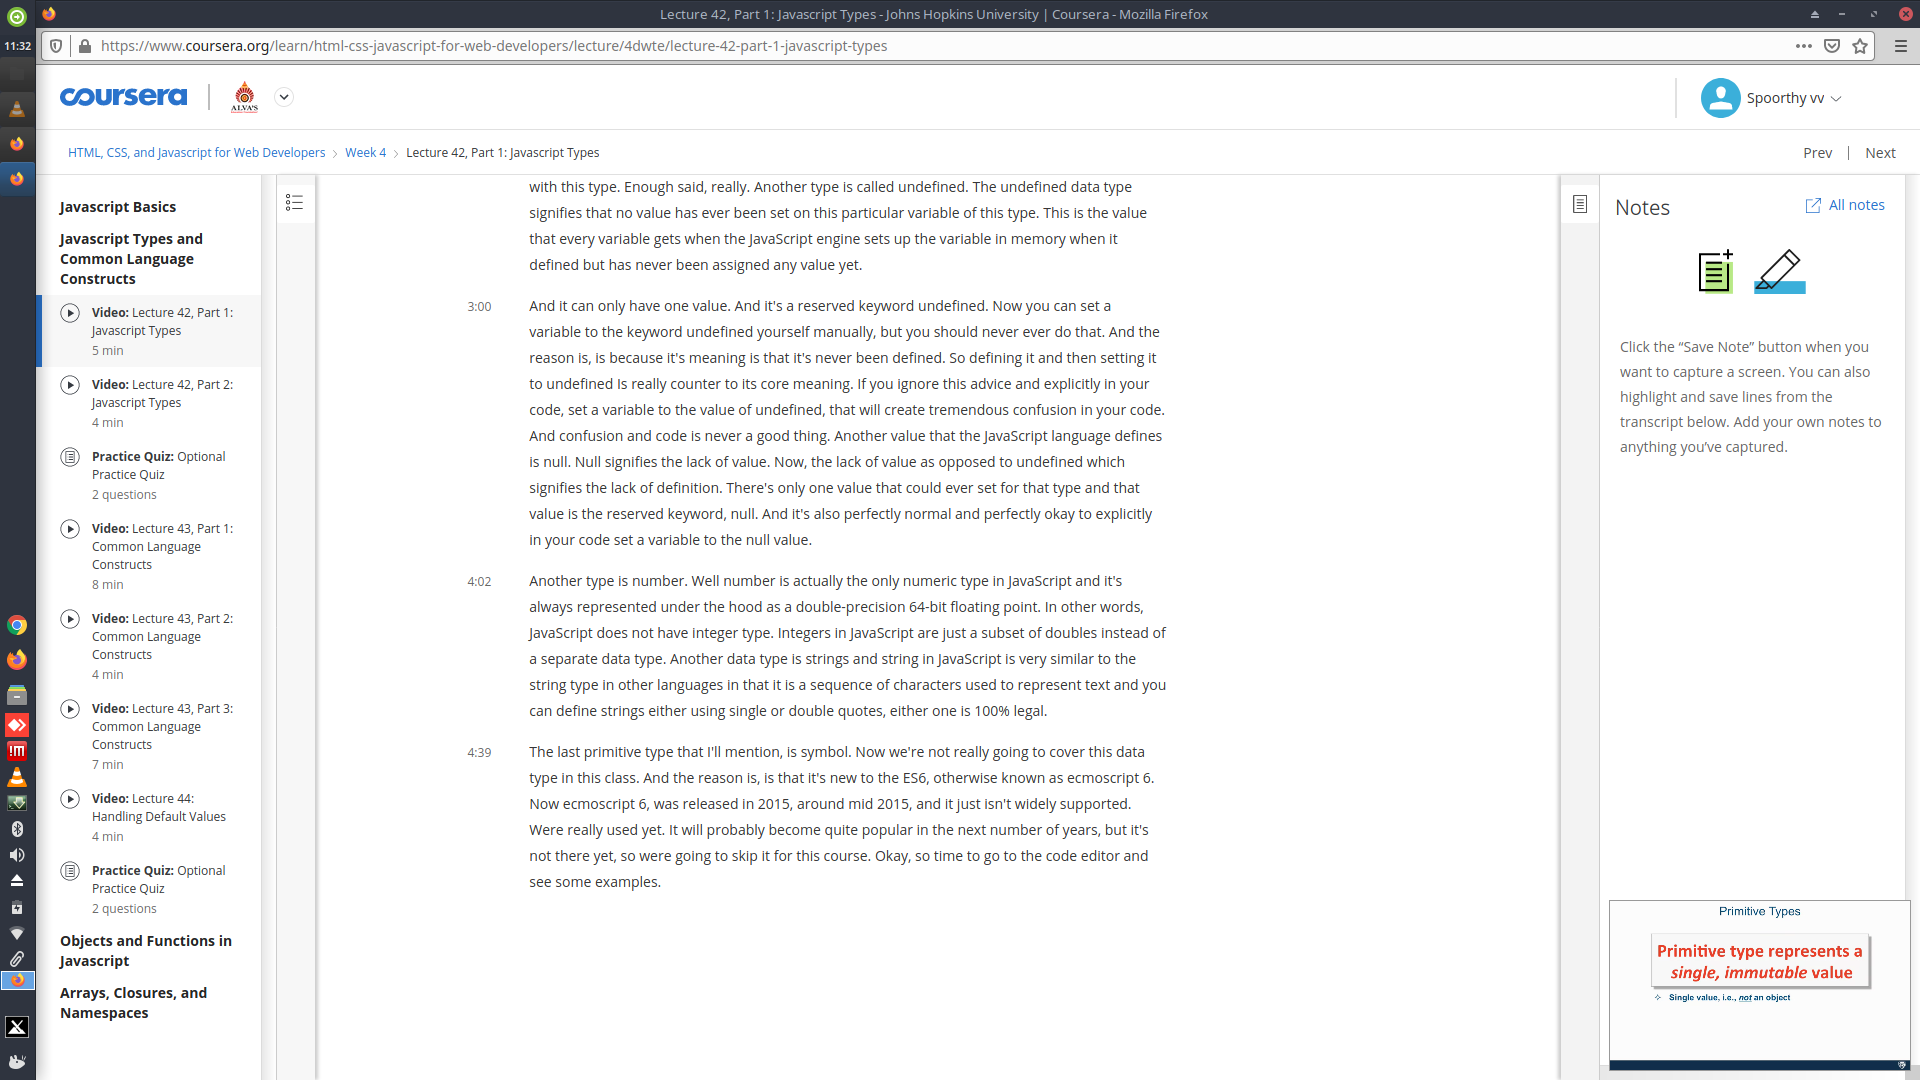 Lecture 42, Part 1: Javascript Types - Johns Hopkins University | Coursera - Mozilla Firefox
11:32
https://www.coursera.org/learn/html-css-javascript-for-web-developers/lecture/4dwte/lecture-42-part-1-javascript-types
coursera
ALVA'S
Spoorthy vv
HTML, CSS, and Javascript for Web Developers
Week 4
Lecture 42, Part 1: Javascript Types
Prev | Next
Javascript Basics
Javascript Types and
Common Language
Constructs
Video: Lecture 42, Part 1:
Javascript Types
5 min
Video: Lecture 42, Part 2:
Javascript Types
4 min
Practice Quiz: Optional
Practice Quiz
2 questions
Video: Lecture 43, Part 1:
Common Language
Constructs
8 min
Video: Lecture 43, Part 2:
Common Language
Constructs
4 min
Video: Lecture 43, Part 3:
Common Language
Constructs
7 min
Video: Lecture 44:
Handling Default Values
4 min
Practice Quiz: Optional
Practice Quiz
2 questions
Objects and Functions in
Javascript
Arrays, Closures, and
Namespaces
with this type. Enough said, really. Another type is called undefined. The undefined data type
signifies that no value has ever been set on this particular variable of this type. This is the value
that every variable gets when the JavaScript engine sets up the variable in memory when it
defined but has never been assigned any value yet.
3:00
And it can only have one value. And it's a reserved keyword undefined. Now you can set a
variable to the keyword undefined yourself manually, but you should never ever do that. And the
reason is, is because it's meaning is that it's never been defined. So defining it and then setting it
to undefined Is really counter to its core meaning. If you ignore this advice and explicitly in your
code, set a variable to the value of undefined, that will create tremendous confusion in your code.
And confusion and code is never a good thing. Another value that the JavaScript language defines
is null. Null signifies the lack of value. Now, the lack of value as opposed to undefined which
signifies the lack of definition. There's only one value that could ever set for that type and that
value is the reserved keyword, null. And it's also perfectly normal and perfectly okay to explicitly
in your code set a variable to the null value.
4:02
Another type is number. Well number is actually the only numeric type in JavaScript and it's
always represented under the hood as a double-precision 64-bit floating point. In other words,
JavaScript does not have integer type. Integers in JavaScript are just a subset of doubles instead of
a separate data type. Another data type is strings and string in JavaScript is very similar to the
string type in other languages in that it is a sequence of characters used to represent text and you
can define strings either using single or double quotes, either one is 100% legal.
4:39
The last primitive type that I'll mention, is symbol. Now we're not really going to cover this data
type in this class. And the reason is, is that it's new to the ES6, otherwise known as ecmoscript 6.
Now ecmoscript 6, was released in 2015, around mid 2015, and it just isn't widely supported.
Were really used yet. It will probably become quite popular in the next number of years, but it's
not there yet, so were going to skip it for this course. Okay, so time to go to the code editor and
see some examples.
Notes
All notes
Click the “Save Note” button when you
want to capture a screen. You can also
highlight and save lines from the
transcript below. Add your own notes to
anything you’ve captured.
Primitive Types
Primitive type represents a
single, immutable value
Single value, i.e., not an object